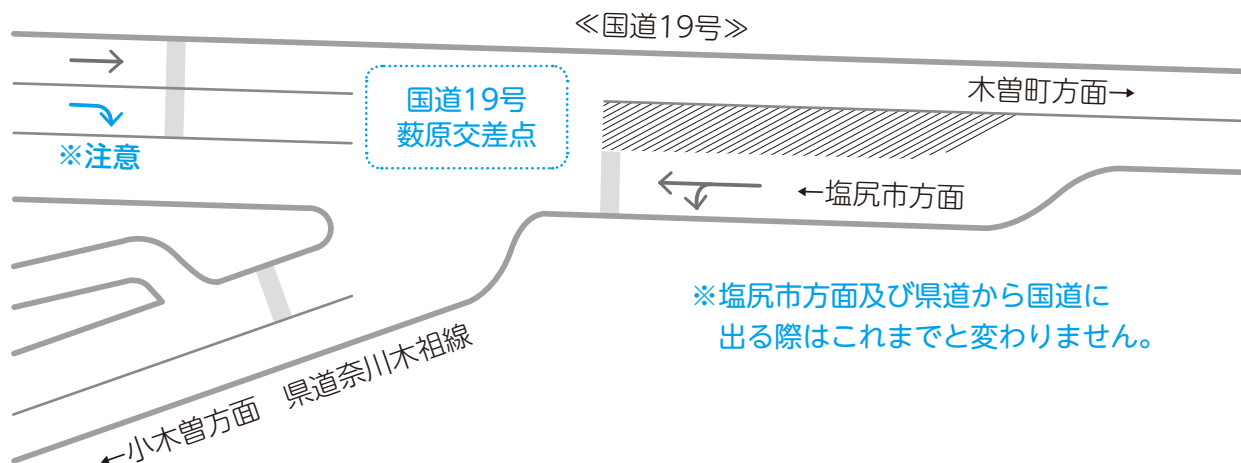 ≪国道19号≫
木曽町方面→
国道19号
薮原交差点
※注意
←塩尻市方面
※塩尻市方面及び県道から国道に
出る際はこれまでと変わりません。
←小木曽方面 県道奈川木祖線